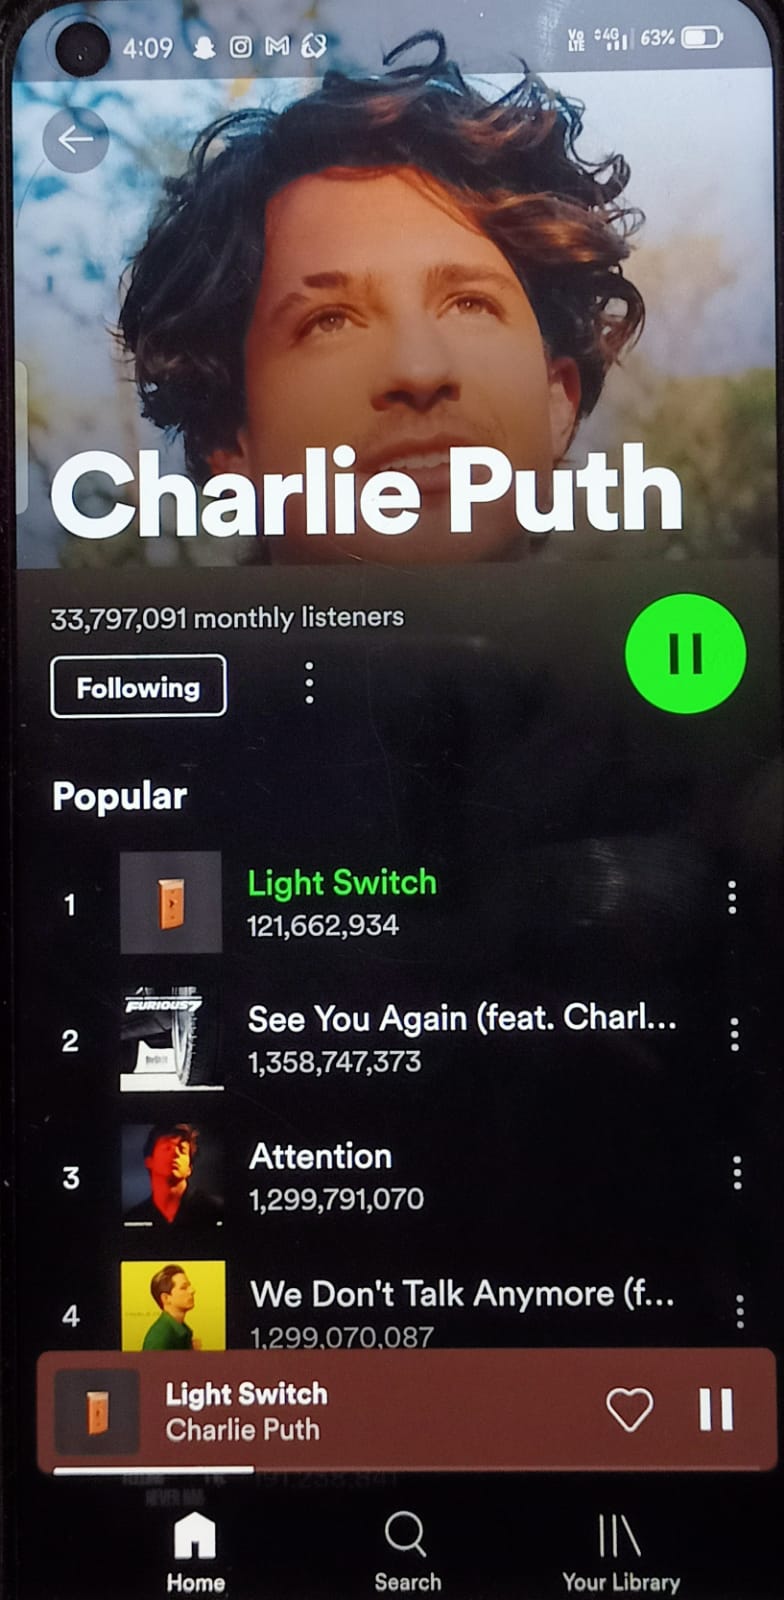 4:09
Vo
LTE
4G
63%
Charlie Puth
33,797,091 monthly listeners
Following
Popular
1
Light Switch
121,662,934
FURIOUS7
2
See You Again (feat. Charl...
1,358,747,373
3
Attention
1,299,791,070
4
We Don't Talk Anymore (f...
1,299,070,087
Light Switch
Charlie Puth
Home
Search
Your Library